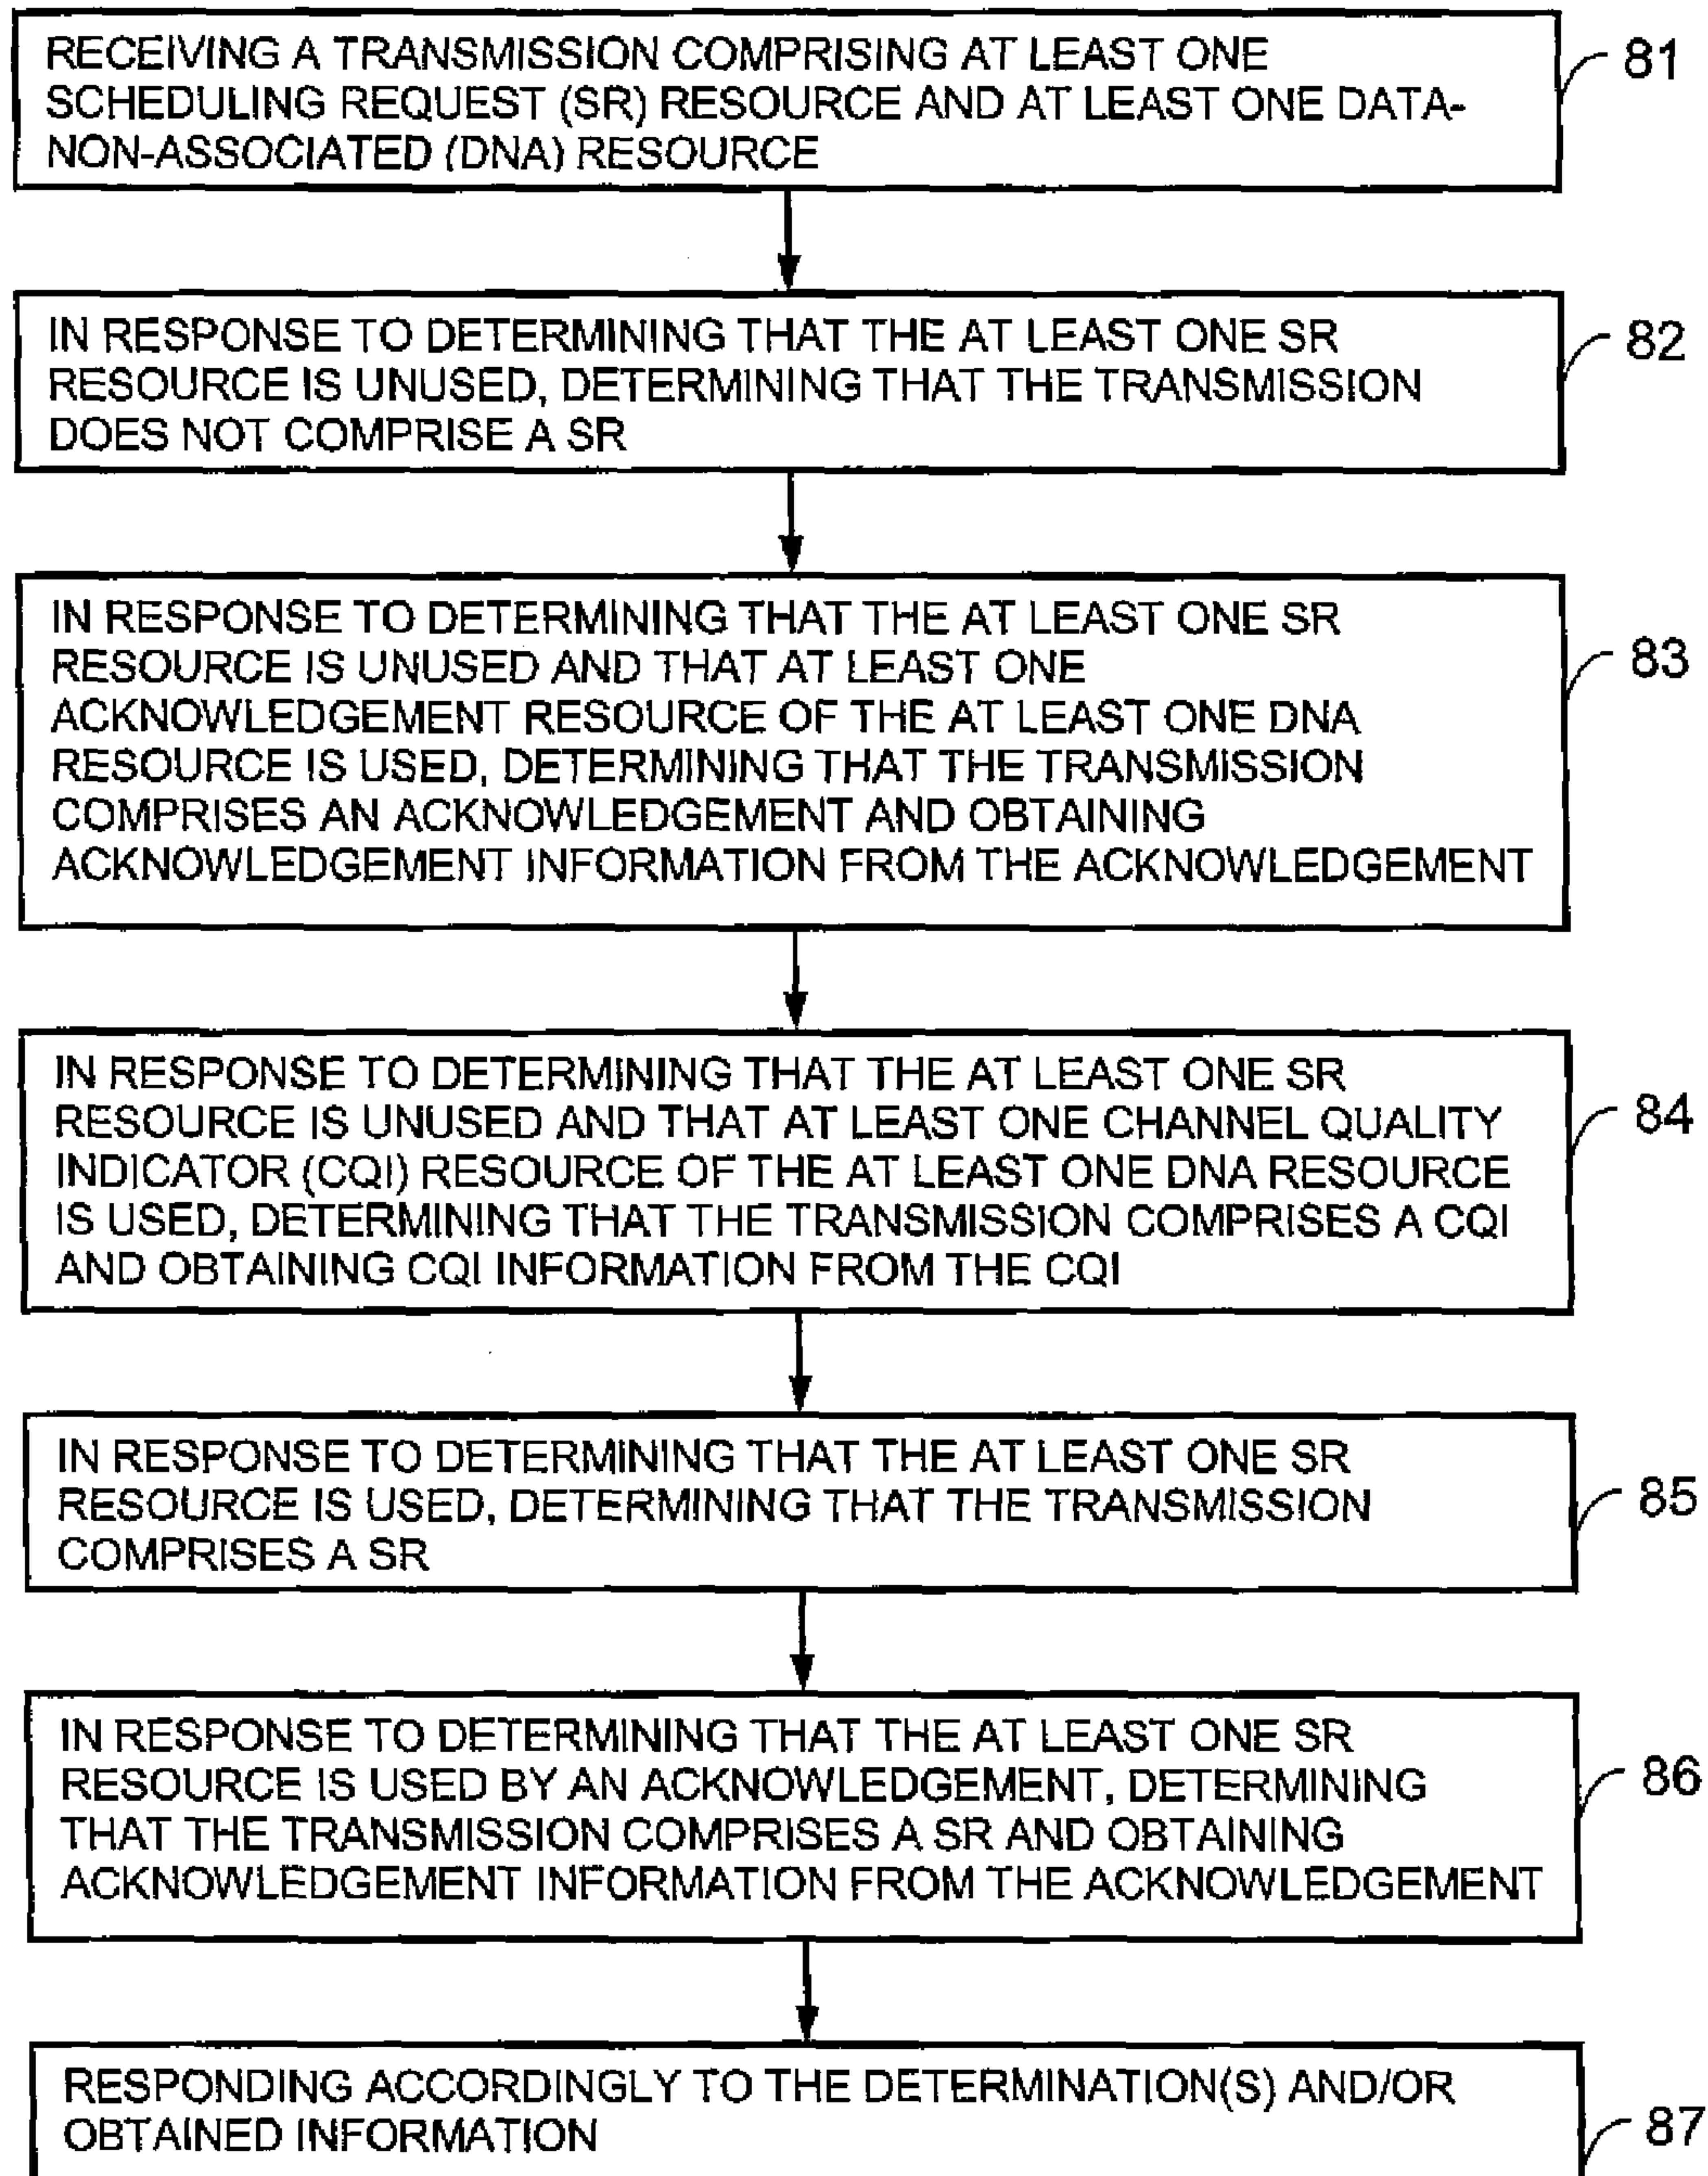 RECEIVING A TRANSMISSION COMPRISING AT LEAST ONE
SCHEDULING REQUEST (SR) RESOURCE AND AT LEAST ONE DATA-
NON-ASSOCIATED (DNA) RESOURCE
81
IN RESPONSE TO DETERMINING THAT THE AT LEAST ONE SR
RESOURCE IS UNUSED, DETERMINING THAT THE TRANSMISSION
DOES NOT COMPRISE A SR
82
IN RESPONSE TO DETERMINING THAT THE AT LEAST ONE SR
RESOURCE IS UNUSED AND THAT AT LEAST ONE
ACKNOWLEDGEMENT RESOURCE OF THE AT LEAST ONE DNA
RESOURCE IS USED, DETERMINING THAT THE TRANSMISSION
COMPRISES AN ACKNOWLEDGEMENT AND OBTAINING
ACKNOWLEDGEMENT INFORMATION FROM THE ACKNOWLEDGEMENT
83
IN RESPONSE TO DETERMINING THAT THE AT LEAST ONE SR
RESOURCE IS UNUSED AND THAT AT LEAST ONE CHANNEL QUALITY
INDICATOR (CQI) RESOURCE OF THE AT LEAST ONE DNA RESOURCE
IS USED, DETERMINING THAT THE TRANSMISSION COMPRISES A CQI
AND OBTAINING CQI INFORMATION FROM THE CQI
84
IN RESPONSE TO DETERMINING THAT THE AT LEAST ONE SR
RESOURCE IS USED, DETERMINING THAT THE TRANSMISSION
COMPRISES A SR
85
IN RESPONSE TO DETERMINING THAT THE AT LEAST ONE SR
RESOURCE IS USED BY AN ACKNOWLEDGEMENT, DETERMINING
THAT THE TRANSMISSION COMPRISES A SR AND OBTAINING
ACKNOWLEDGEMENT INFORMATION FROM THE ACKNOWLEDGEMENT
86
RESPONDING ACCORDINGLY TO THE DETERMINATION(S) AND/OR
OBTAINED INFORMATION
87